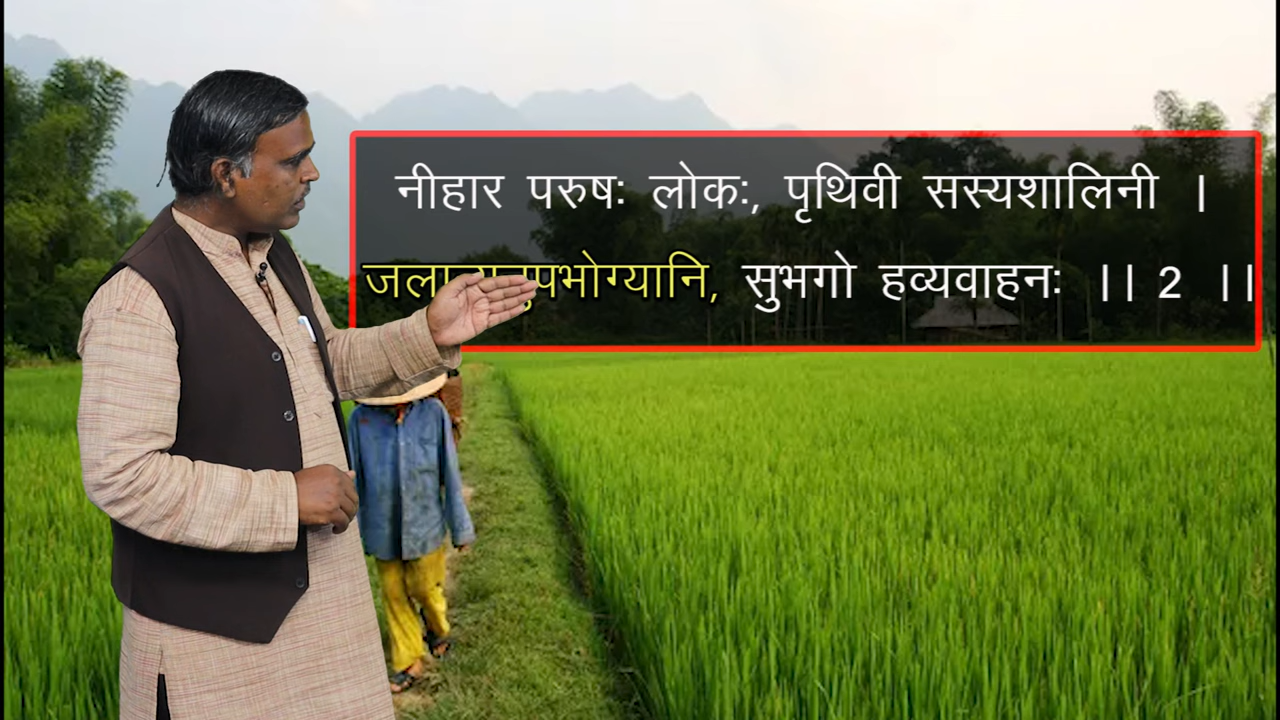 नीहार परुषः लोकः, पृथिवी सस्यशालिनी ।
सुभगो हव्यवाहनः ।। 2 ।।